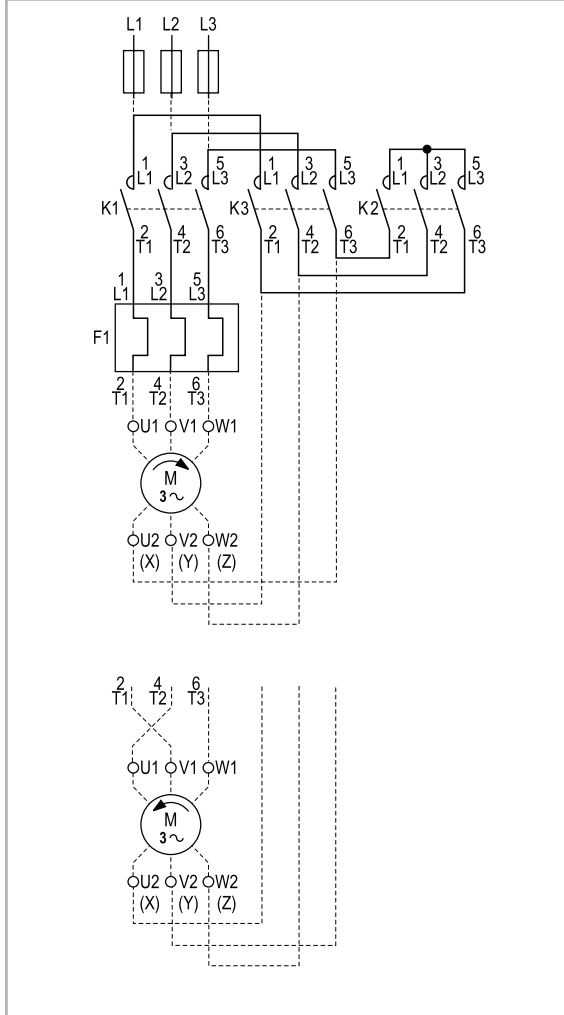 L1 L2 L3
1 3 5 1 3 5 1 3 5
L1 L2 L3 L1 L2 L3 L1 L2 L3
K1 K3 K2
2 4 6 2 4 6 2 4 6
T1 T2 T3 T1 T2 T3 T1 T2 T3
1 3 5
L1 L2 L3
F1
2 4 6
T1 T2 T3
U1 V1 W1
M
3~
U2 V2 W2
(X) (Y) (Z)
2 4 6
T1 T2 T3
U1 V1 W1
M
3~
U2 V2 W2
(X) (Y) (Z)